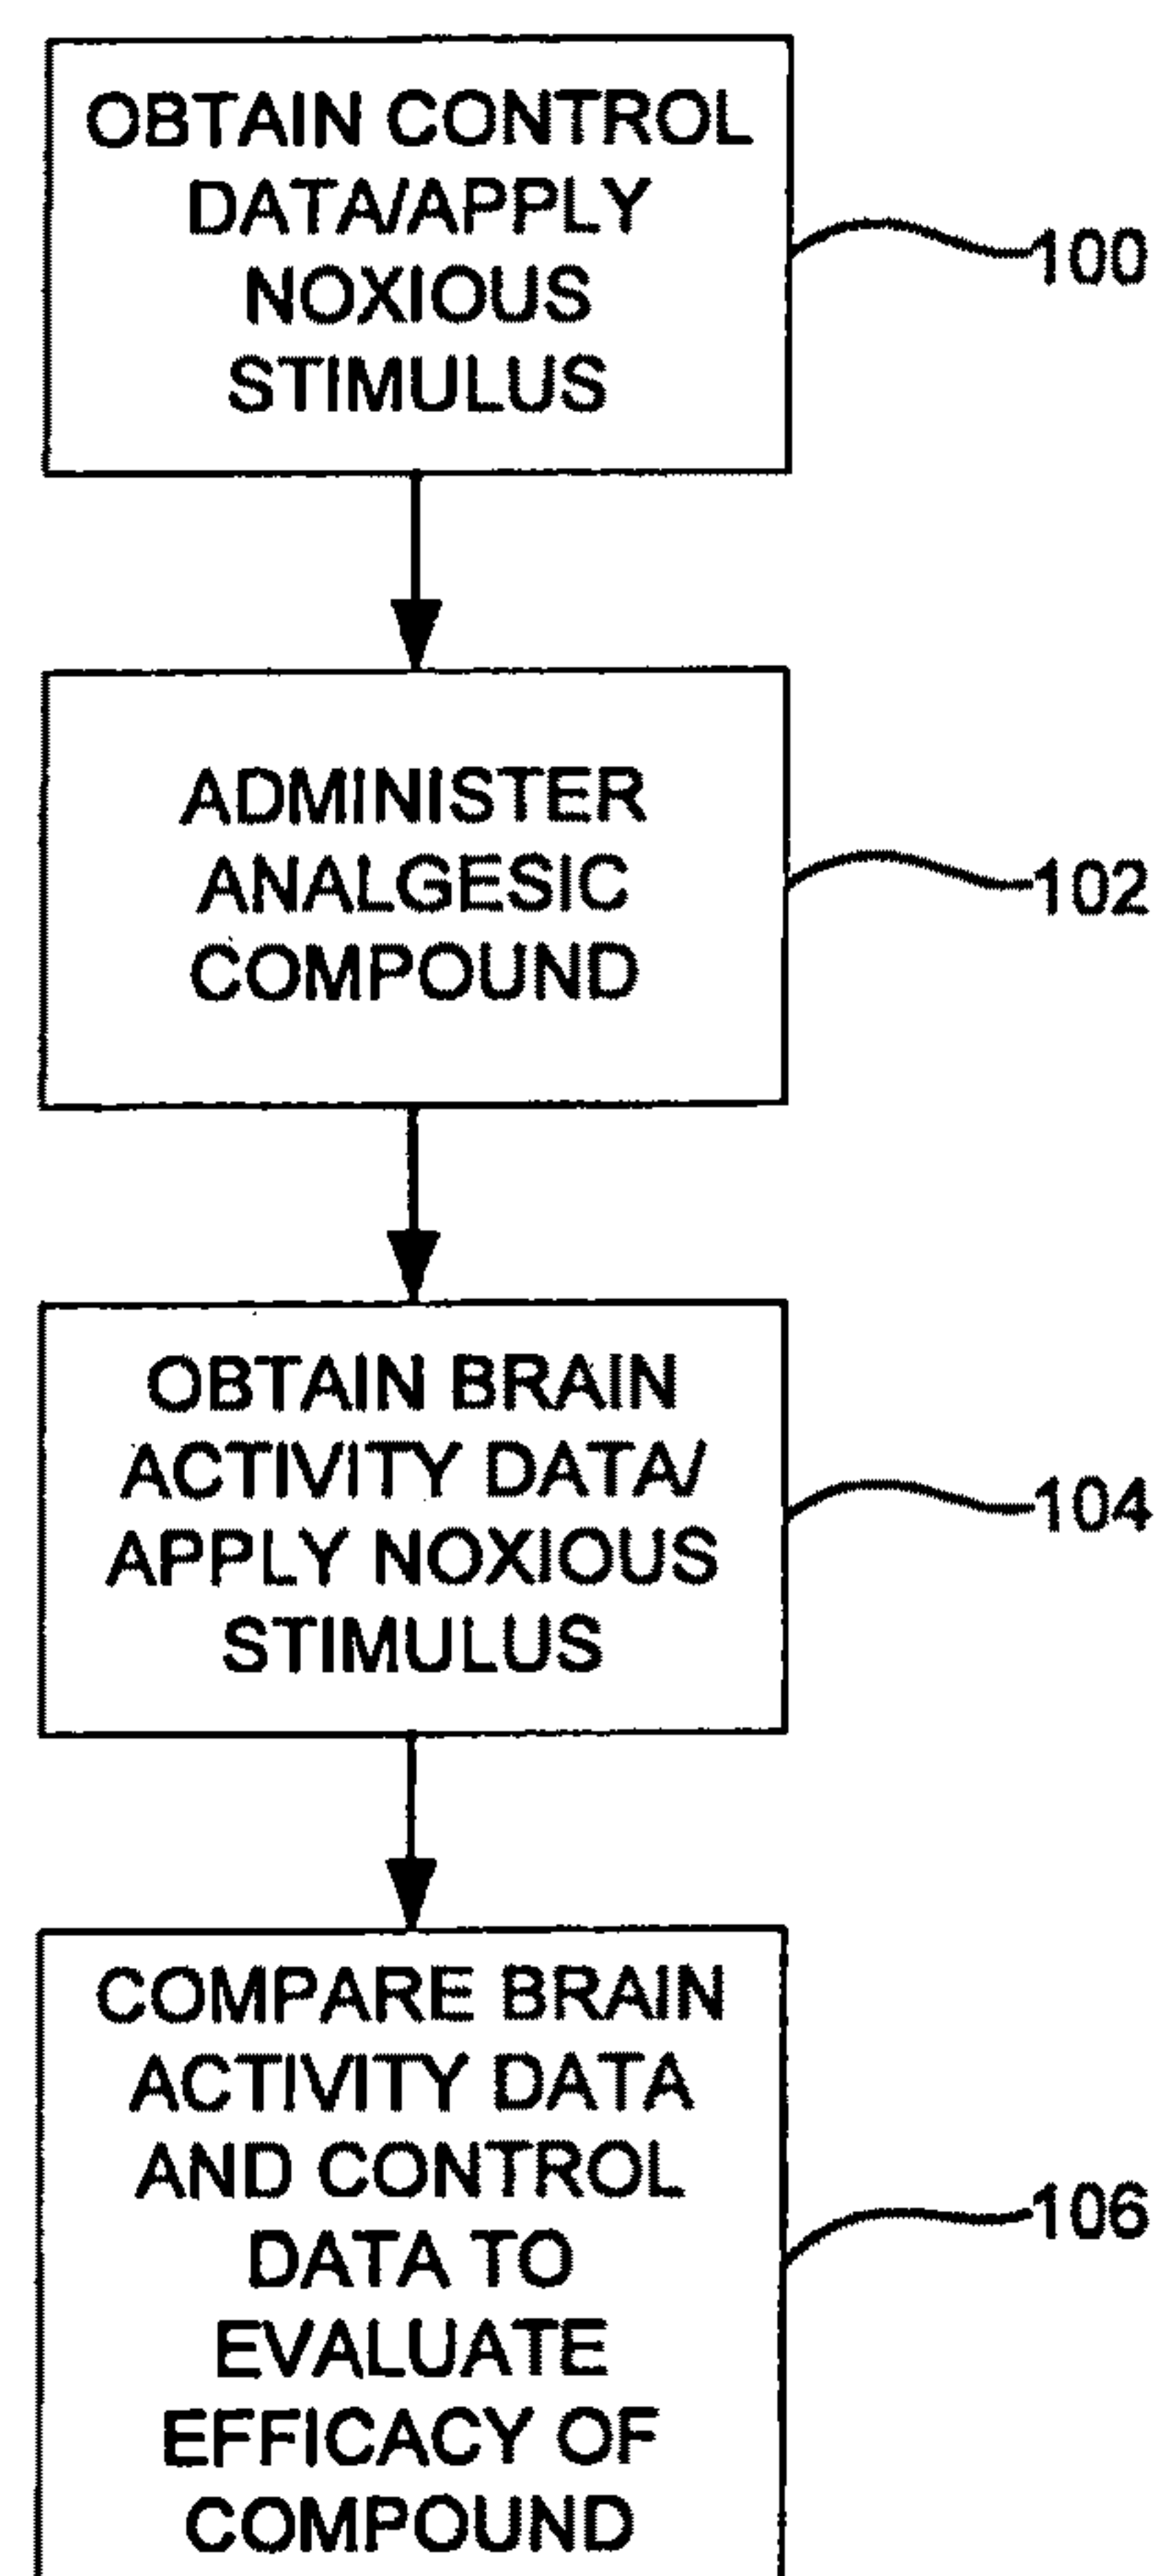 OBTAIN CONTROL
DATA/APPLY
NOXIOUS
STIMULUS
100
ADMINISTER
ANALGESIC
COMPOUND
102
OBTAIN BRAIN
ACTIVITY DATA/
APPLY NOXIOUS
STIMULUS
104
COMPARE BRAIN
ACTIVITY DATA
AND CONTROL
DATA TO
EVALUATE
EFFICACY OF
COMPOUND
106